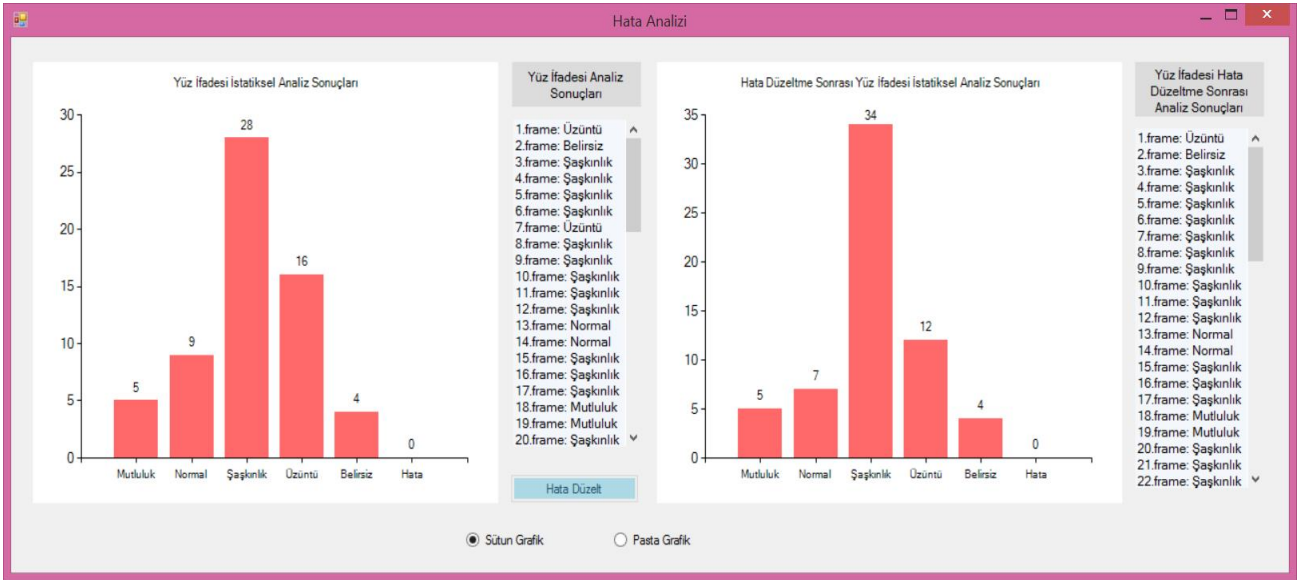 Hata Analizi
Yüz İfadesi İstatiksel Analiz Sonuçları
30
25
20
15
10
5
0
5
9
28
16
4
0
Mutluluk
Normal
Şaşkınlık
Üzüntü
Belirsiz
Hata
Yüz İfadesi Analiz
Sonuçları
1.frame: Üzüntü
2.frame: Belirsiz
3.frame: Şaşkınlık
4.frame: Şaşkınlık
5.frame: Şaşkınlık
6.frame: Şaşkınlık
7.frame: Üzüntü
8.frame: Şaşkınlık
9.frame: Şaşkınlık
10.frame: Şaşkınlık
11.frame: Şaşkınlık
12.frame: Şaşkınlık
13.frame: Normal
14.frame: Normal
15.frame: Şaşkınlık
16.frame: Şaşkınlık
17.frame: Şaşkınlık
18.frame: Mutluluk
19.frame: Mutluluk
20.frame: Şaşkınlık
Hata Düzelt
Hata Düzeltme Sonrası Yüz İfadesi İstatiksel Analiz Sonuçları
35
30
25
20
15
10
5
0
5
7
34
12
4
0
Mutluluk
Normal
Şaşkınlık
Üzüntü
Belirsiz
Hata
Yüz İfadesi Hata
Düzeltme Sonrası
Analiz Sonuçları
1.frame: Üzüntü
2.frame: Belirsiz
3.frame: Şaşkınlık
4.frame: Şaşkınlık
5.frame: Şaşkınlık
6.frame: Şaşkınlık
7.frame: Şaşkınlık
8.frame: Şaşkınlık
9.frame: Şaşkınlık
10.frame: Şaşkınlık
11.frame: Şaşkınlık
12.frame: Şaşkınlık
13.frame: Normal
14.frame: Normal
15.frame: Şaşkınlık
16.frame: Şaşkınlık
17.frame: Şaşkınlık
18.frame: Mutluluk
19.frame: Mutluluk
20.frame: Şaşkınlık
21.frame: Şaşkınlık
22.frame: Şaşkınlık
Sütun Grafik
Pasta Grafik